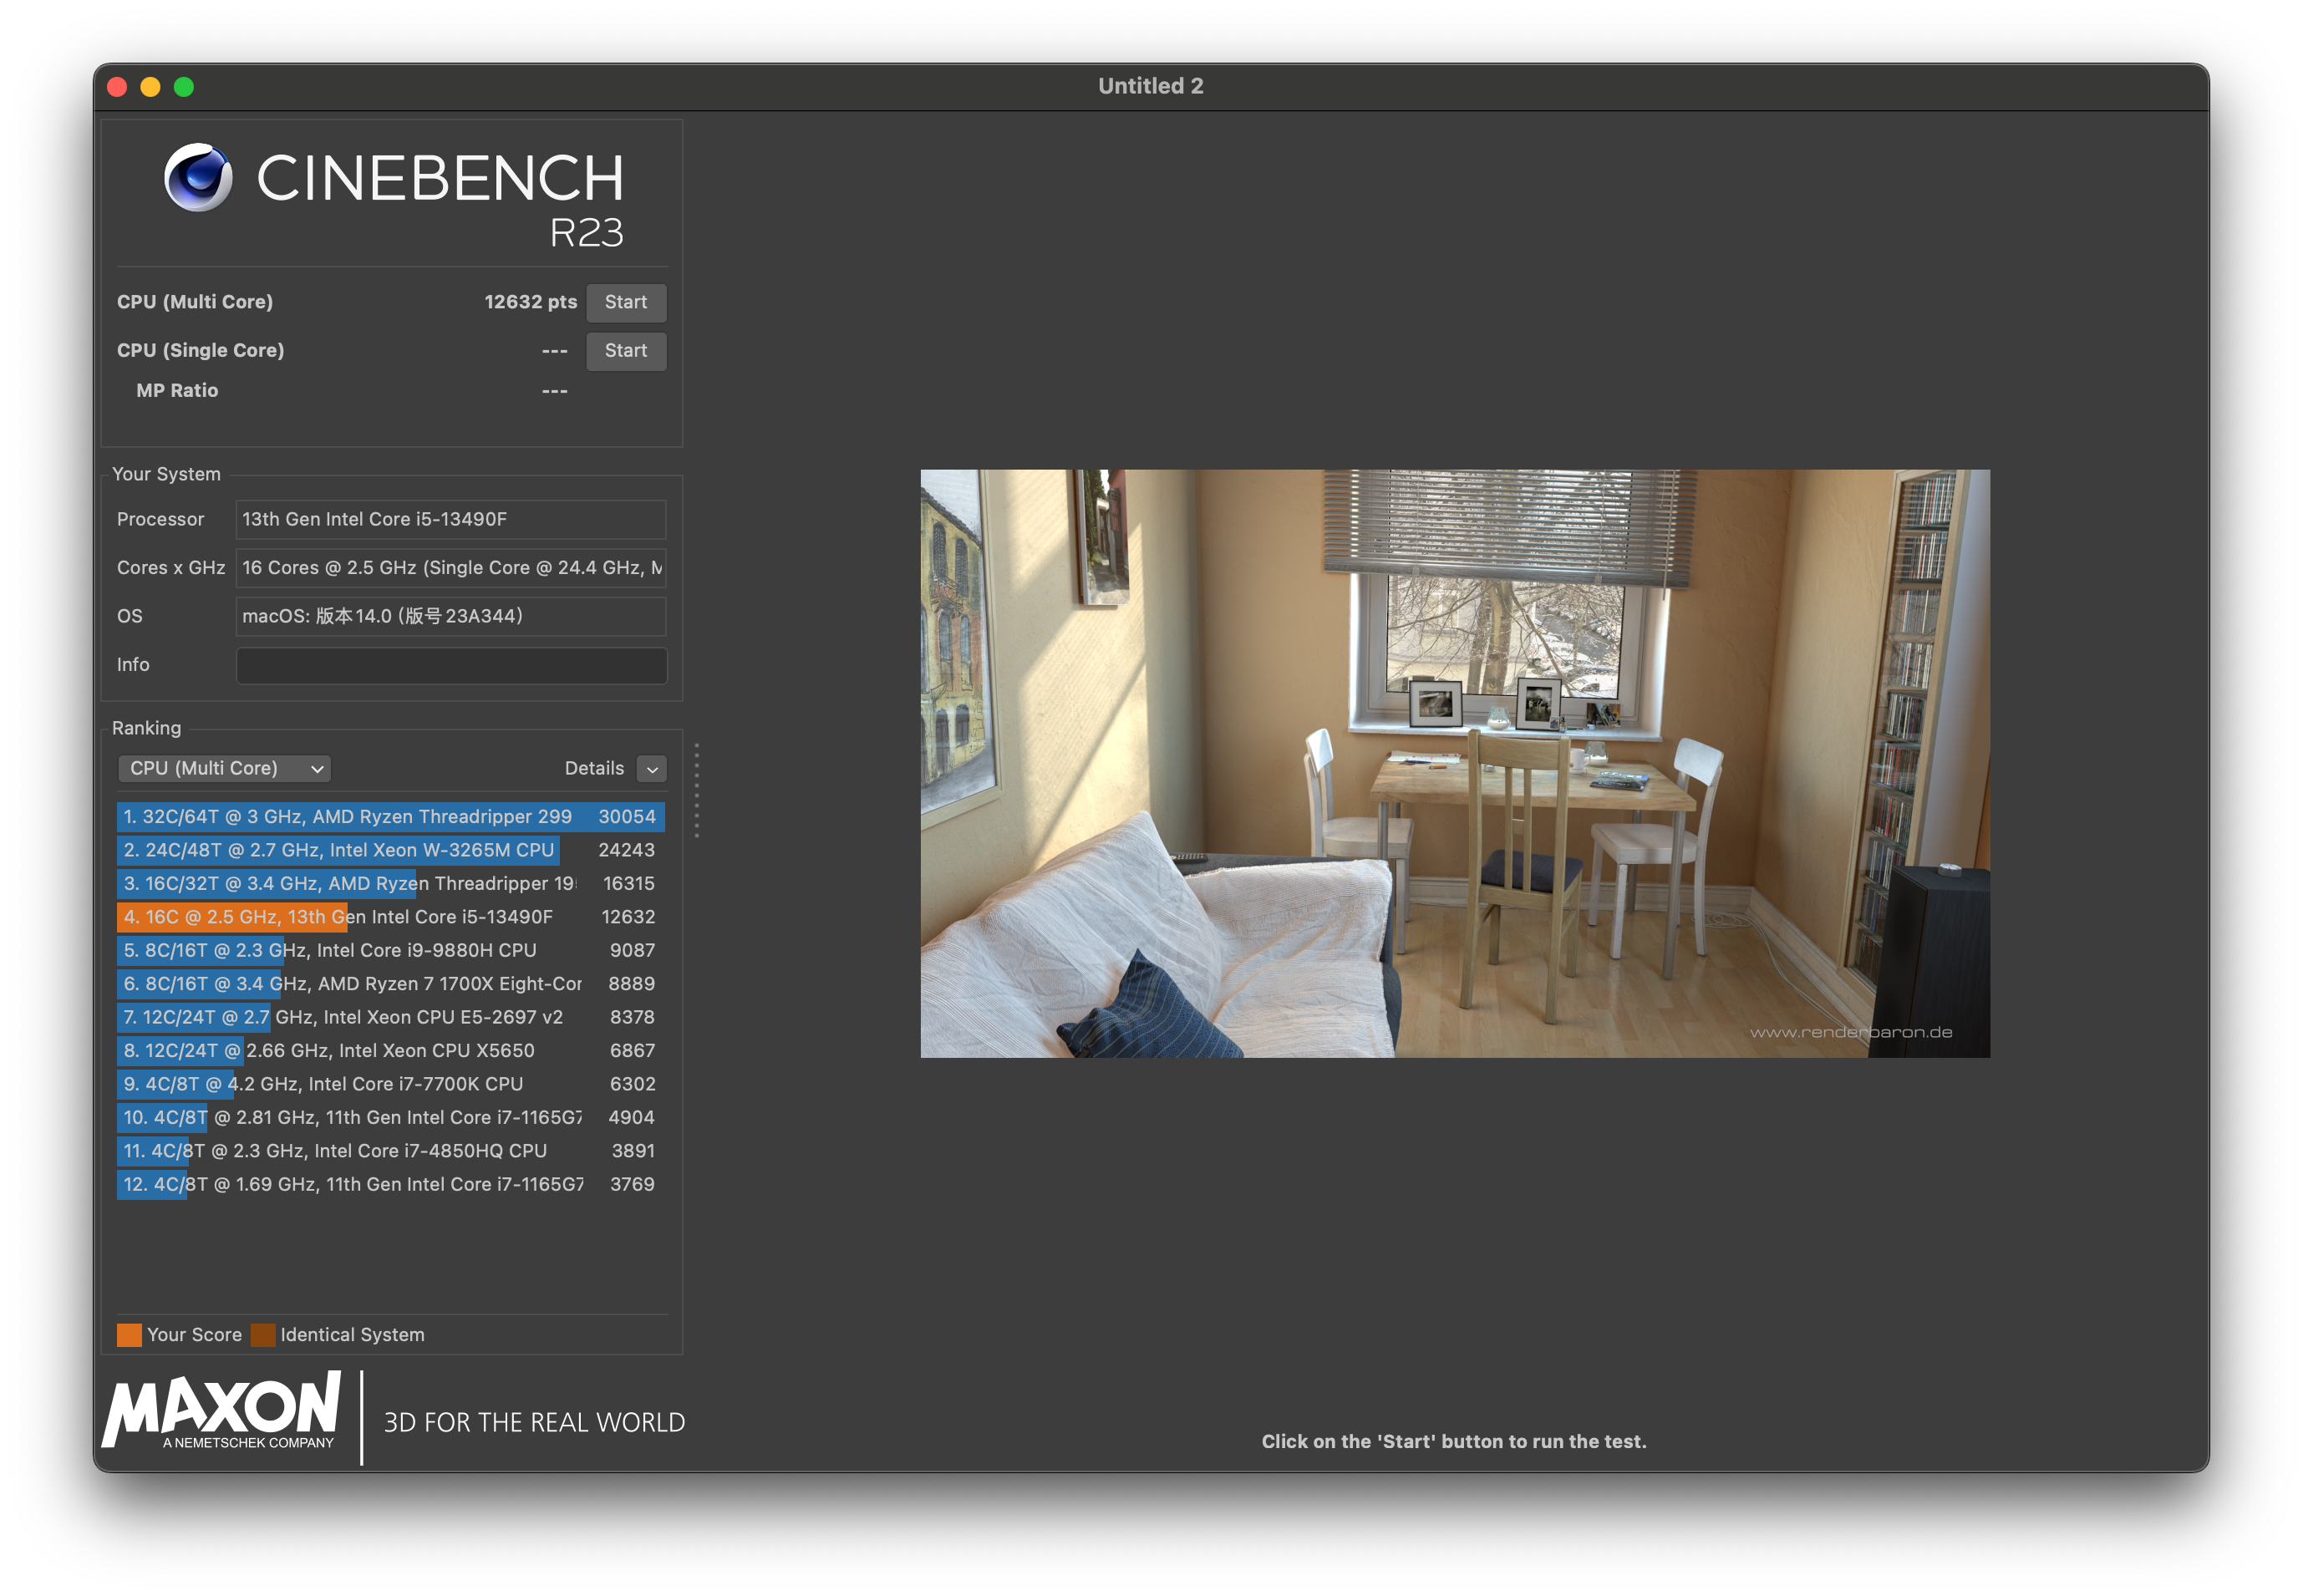 Untitled 2
CINEBENCH
R23
CPU (Multi Core) 12632 pts Start
CPU (Single Core) --- Start
MP Ratio ---
Your System
Processor 13th Gen Intel Core i5-13490F
Cores x GHz 16 Cores @ 2.5 GHz (Single Core @ 24.4 GHz, M
OS macOS: 版本14.0 (版号23A344)
Info
Ranking
CPU (Multi Core) Details
1. 32C/64T @ 3 GHz, AMD Ryzen Threadripper 299 30054
2. 24C/48T @ 2.7 GHz, Intel Xeon W-3265M CPU 24243
3. 16C/32T @ 3.4 GHz, AMD Ryzen Threadripper 19 16315
4. 16C @ 2.5 GHz, 13th Gen Intel Core i5-13490F 12632
5. 8C/16T @ 2.3 GHz, Intel Core i9-9880H CPU 9087
6. 8C/16T @ 3.4 GHz, AMD Ryzen 7 1700X Eight-Cor 8889
7. 12C/24T @ 2.7 GHz, Intel Xeon CPU E5-2697 v2 8378
8. 12C/24T @ 2.66 GHz, Intel Xeon CPU X5650 6867
9. 4C/8T @ 4.2 GHz, Intel Core i7-7700K CPU 6302
10. 4C/8T @ 2.81 GHz, 11th Gen Intel Core i7-1165G7 4904
11. 4C/8T @ 2.3 GHz, Intel Core i7-4850HQ CPU 3891
12. 4C/8T @ 1.69 GHz, 11th Gen Intel Core i7-1165G7 3769
Your Score Identical System
MAXON
A NEMETSCHEK COMPANY
3D FOR THE REAL WORLD
www.renderbaron.de
Click on the 'Start' button to run the test.